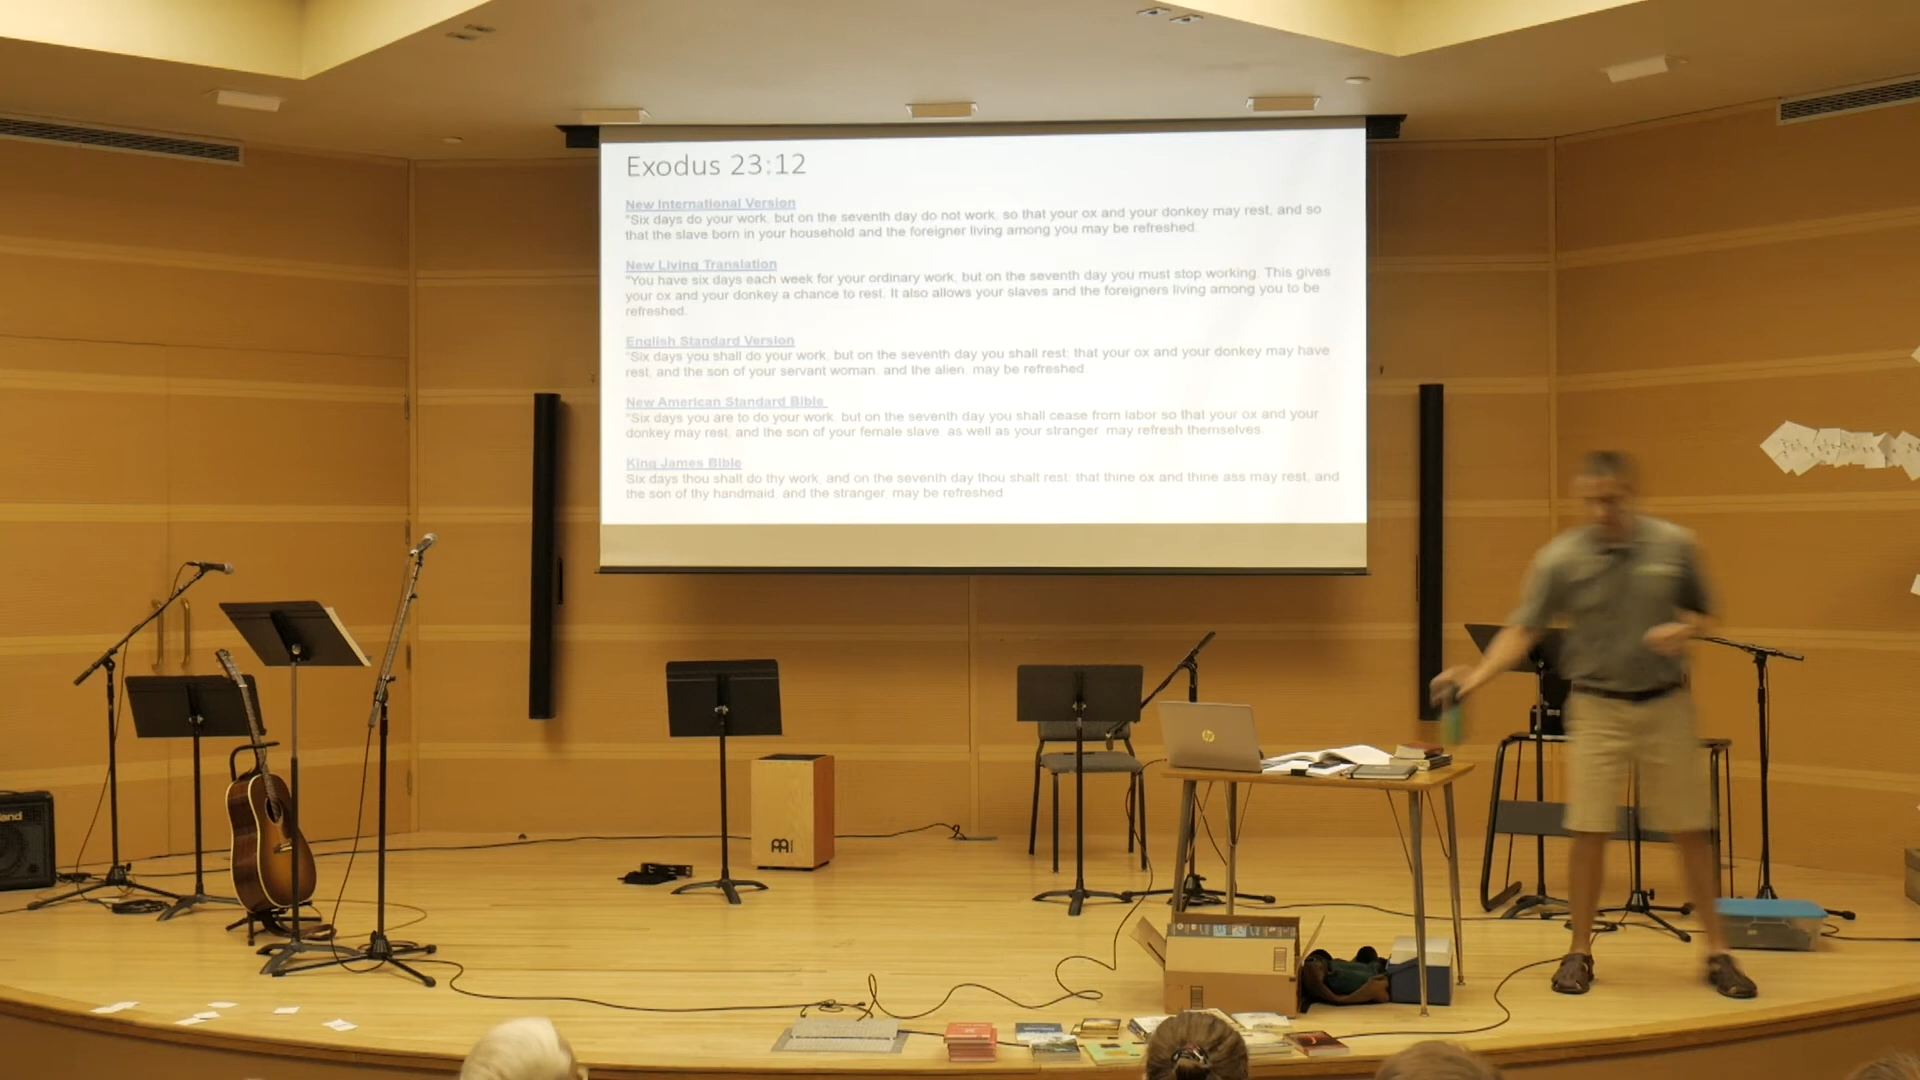 Exodus 23:12
New International Version
"Six days do your work, but on the seventh day do not work, so that your ox and your donkey may rest, and so
that the slave born in your household and the foreigner living among you may be refreshed.
New Living Translation
"You have six days each week for your ordinary work, but on the seventh day you must stop working. This gives
your ox and your donkey a chance to rest. It also allows your slaves and the foreigners living among you to be
refreshed.
English Standard Version
"Six days you shall do your work, but on the seventh day you shall rest; that your ox and your donkey may have
rest, and the son of your servant woman, and the alien, may be refreshed.
New American Standard Bible
"Six days you are to do your work, but on the seventh day you shall cease from labor so that your ox and your
donkey may rest, and the son of your female slave, as well as your stranger, may refresh themselves.
King James Bible
Six days thou shalt do thy work, and on the seventh day thou shalt rest: that thine ox and thine ass may rest, and
the son of thy handmaid, and the stranger, may be refreshed.
hp